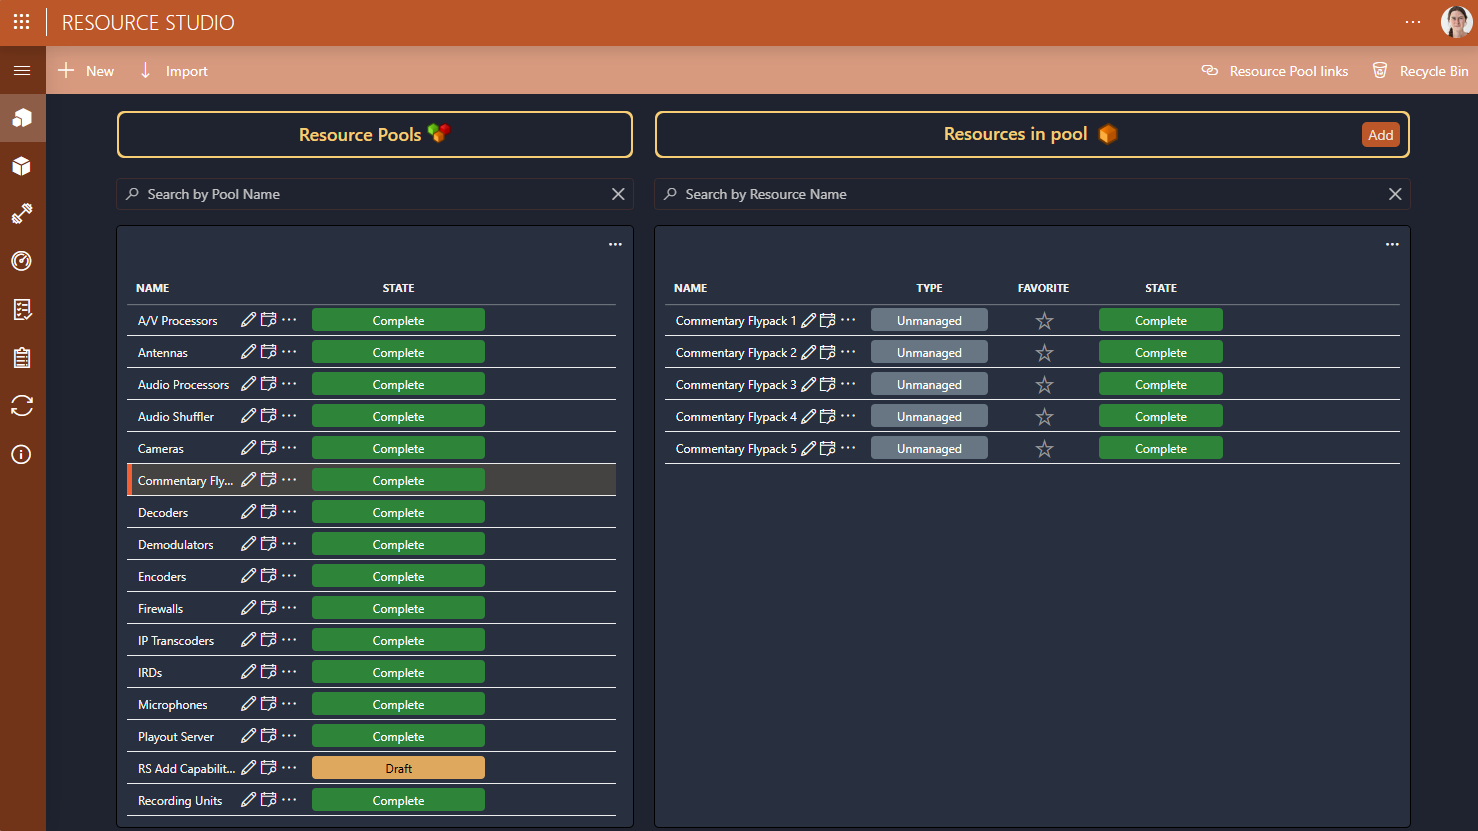 RESOURCE STUDIO
New
Import
Resource Pool links
Recycle Bin
Resource Pools
Resources in pool
Add
Search by Pool Name
Search by Resource Name
NAME STATE
A/V Processors Complete
Antennas Complete
Audio Processors Complete
Audio Shuffler Complete
Cameras Complete
Commentary Fly... Complete
Decoders Complete
Demodulators Complete
Encoders Complete
Firewalls Complete
IP Transcoders Complete
IRDs Complete
Microphones Complete
Playout Server Complete
RS Add Capabilit... Draft
Recording Units Complete
NAME TYPE FAVORITE STATE
Commentary Flypack 1 Unmanaged Complete
Commentary Flypack 2 Unmanaged Complete
Commentary Flypack 3 Unmanaged Complete
Commentary Flypack 4 Unmanaged Complete
Commentary Flypack 5 Unmanaged Complete